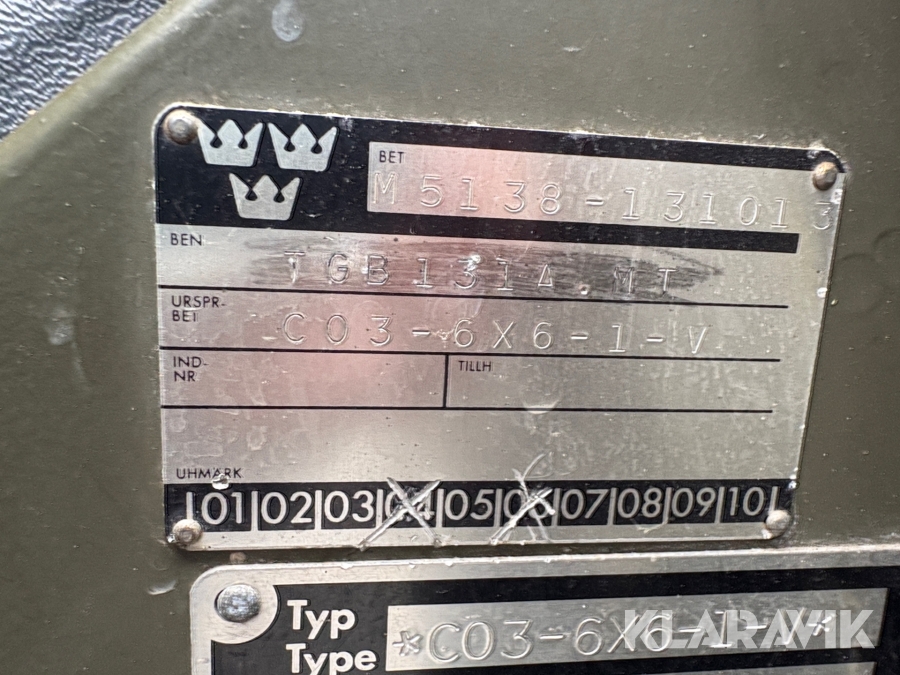 BET
M5138-131013
BEN
TGB131A.MT
URSPR-
BET
C03-6X6-1-V
IND-
NR
TILLH
UHMÄRK
01|02|03|04|05|06|07|08|09|10
Typ
Type
*C03-6X6-1-V*
KLARAVIK